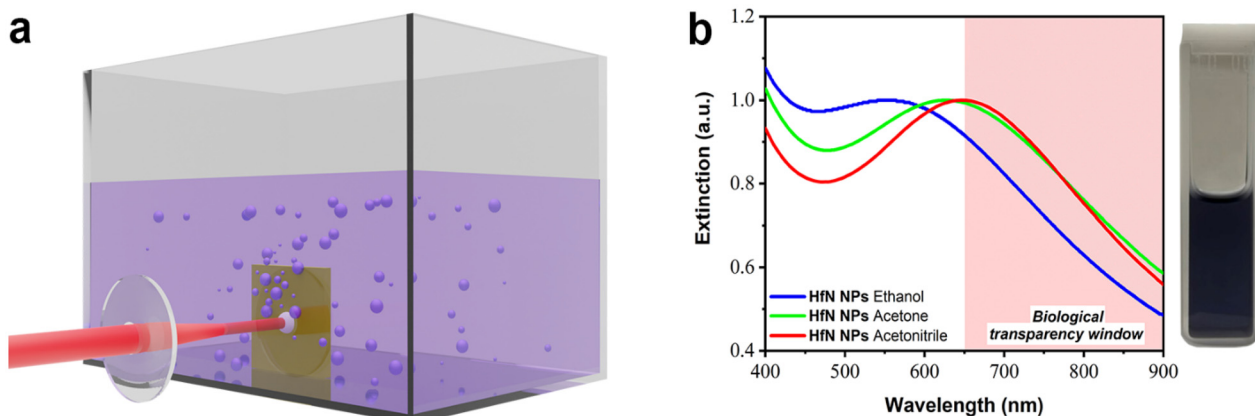 a
b
1.2
1.0
0.8
0.6
0.4
Extinction (a.u.)
HfN NPs Ethanol
HfN NPs Acetone
HfN NPs Acetonitrile
Biological
transparency window
400
500
600
700
800
900
Wavelength (nm)